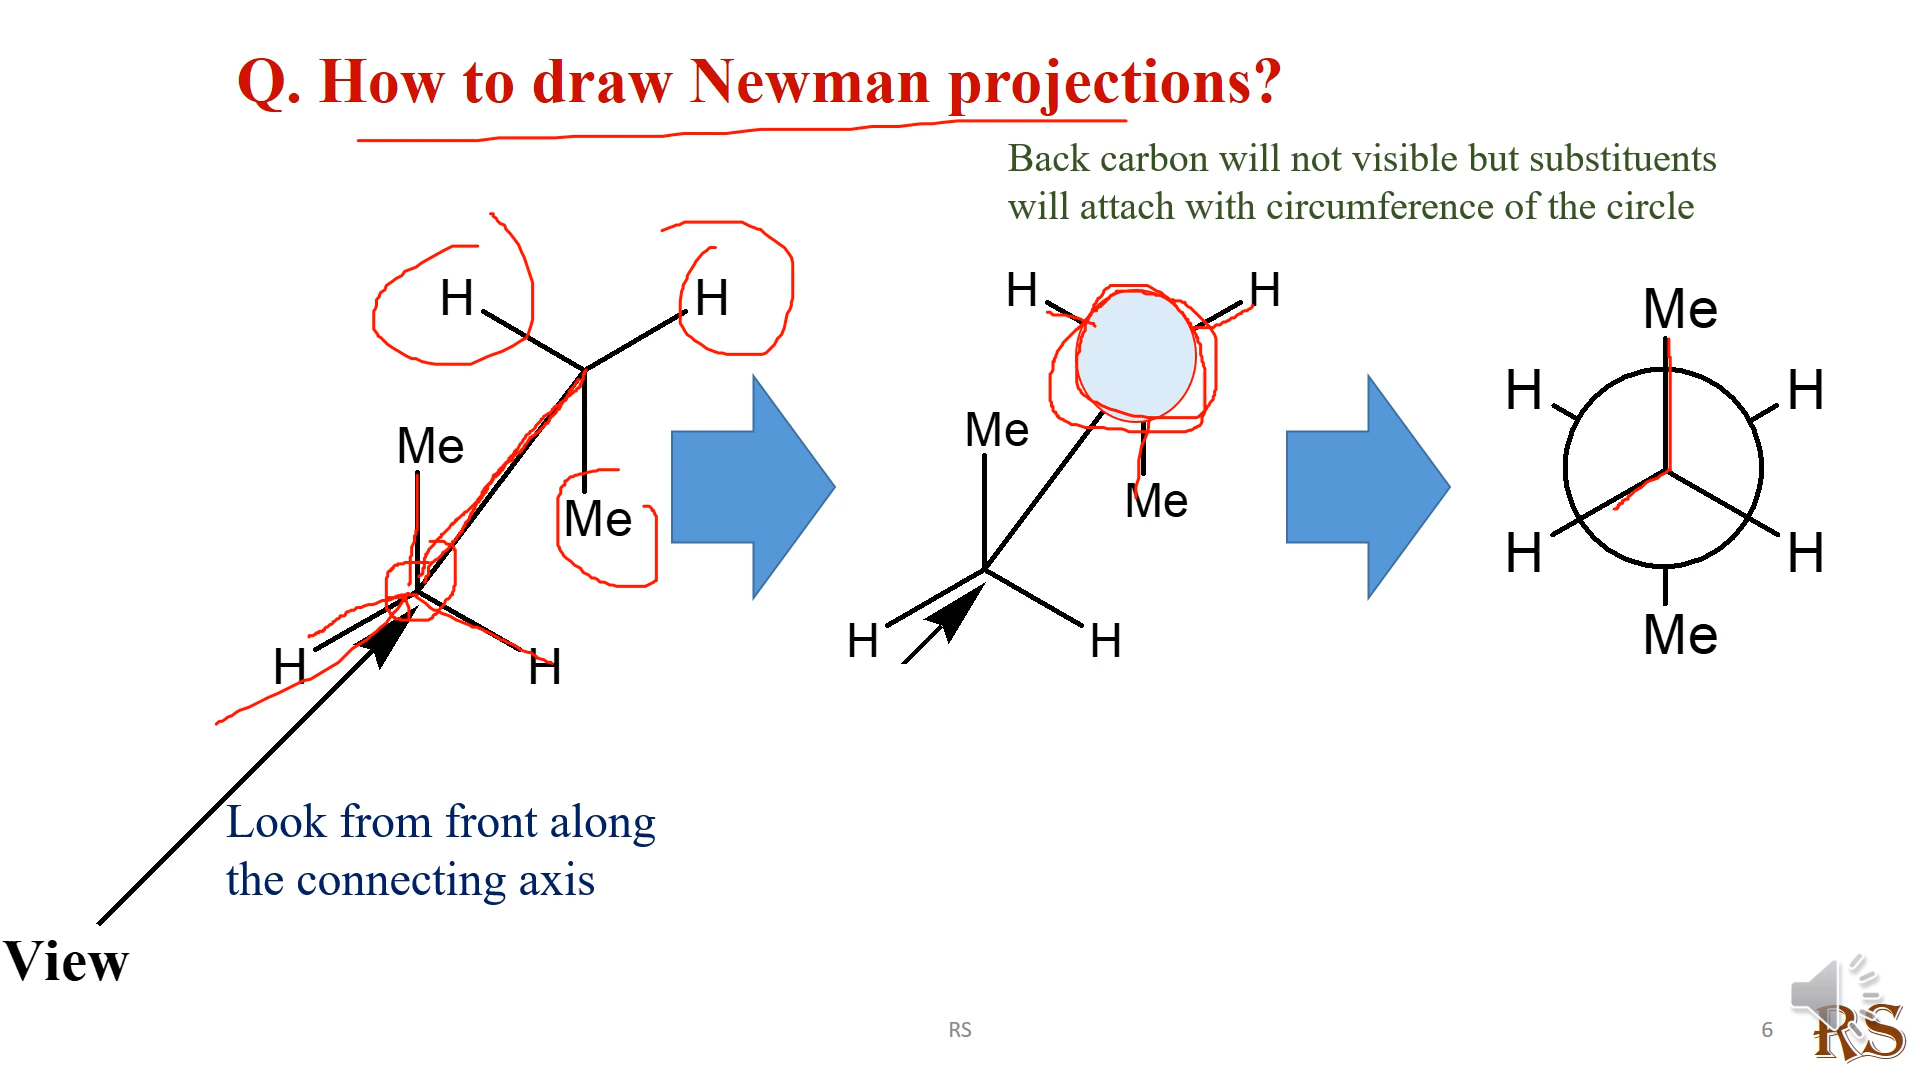 Q. How to draw Newman projections?
Back carbon will not visible but substituents
will attach with circumference of the circle
H H
Me
Me
H H
H H
Me
Me
H H
Me
H H
H H
Me
Look from front along
the connecting axis
View
RS
6
RS